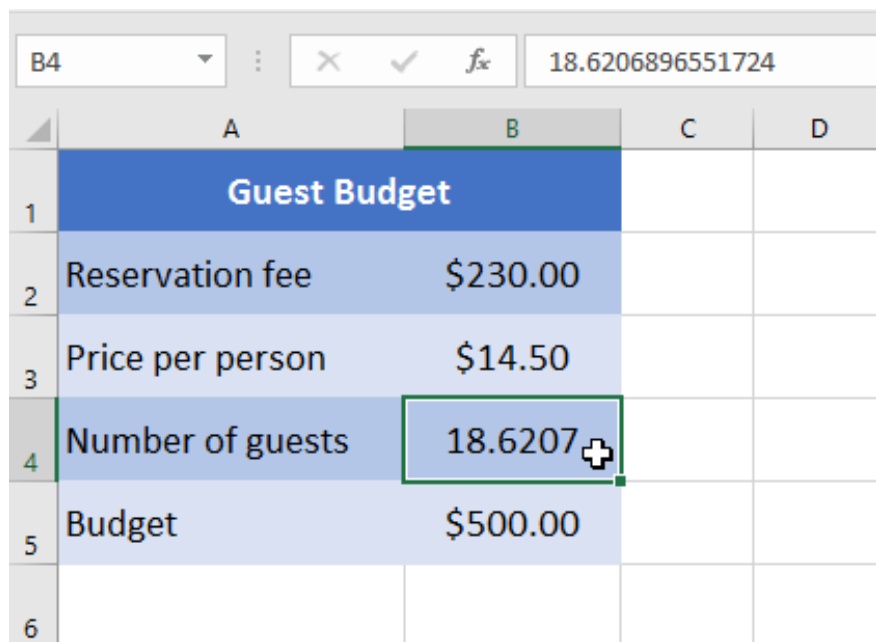 B4 fx 18.6206896551724
A B C D
1 Guest Budget
2 Reservation fee $230.00
3 Price per person $14.50
4 Number of guests 18.6207
5 Budget $500.00
6